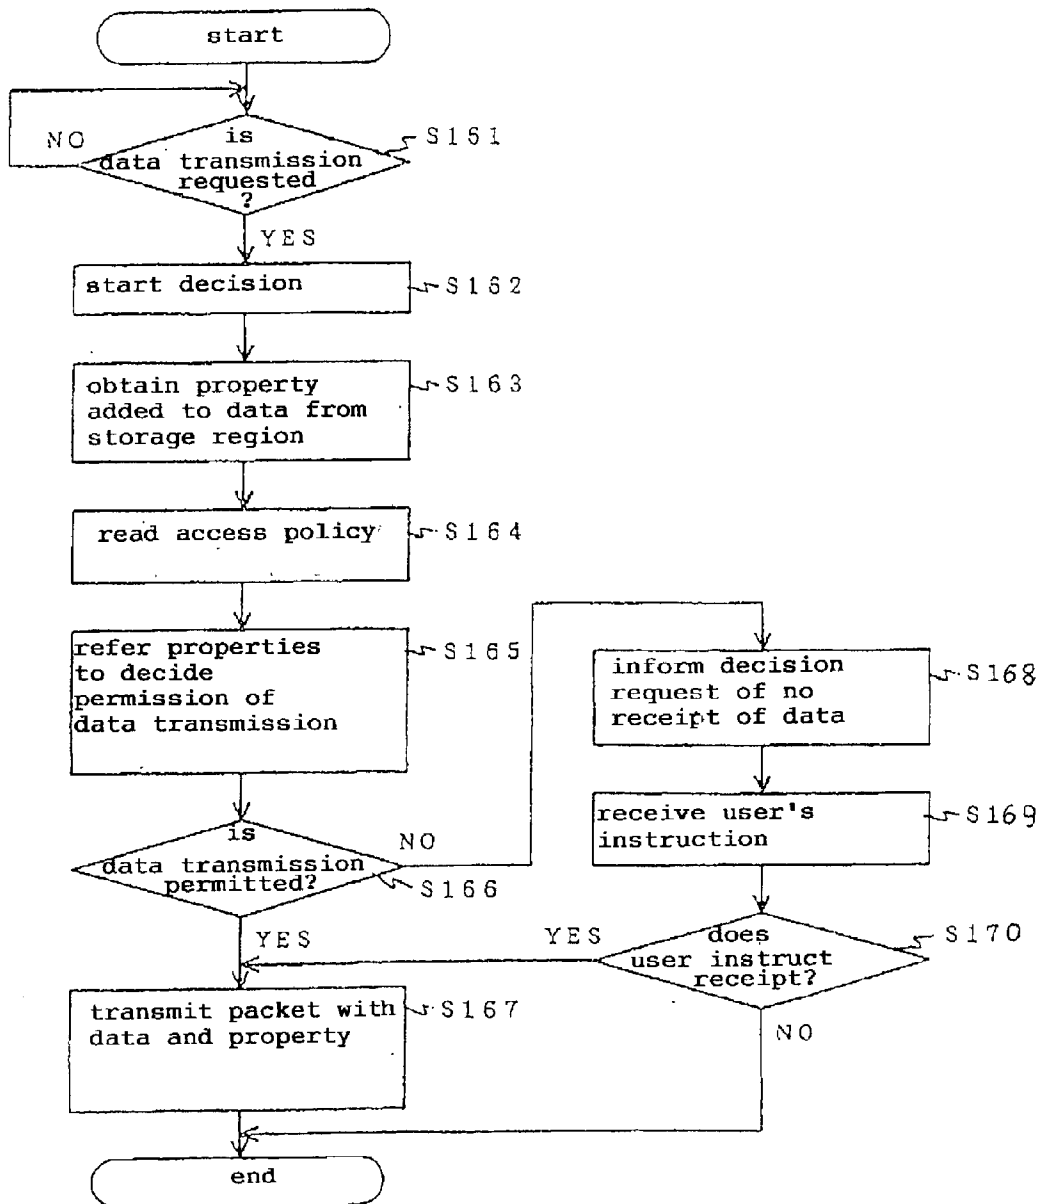 start
is
data transmission
requested
?
NO
S161
YES
start decision
S162
obtain property
added to data from
storage region
S163
read access policy
S164
refer properties
to decide
permission of
data transmission
S165
is
data transmission
permitted?
NO
S166
YES
inform decision
request of no
receipt of data
S168
receive user's
instruction
S169
does
user instruct
receipt?
YES
S170
NO
transmit packet with
data and property
S167
end